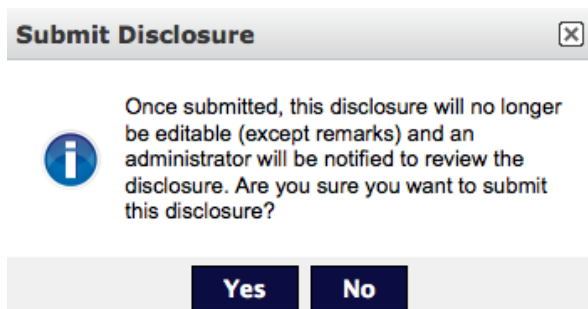 Submit Disclosure
Once submitted, this disclosure will no longer
be editable (except remarks) and an
administrator will be notified to review the
disclosure. Are you sure you want to submit
this disclosure?
Yes No